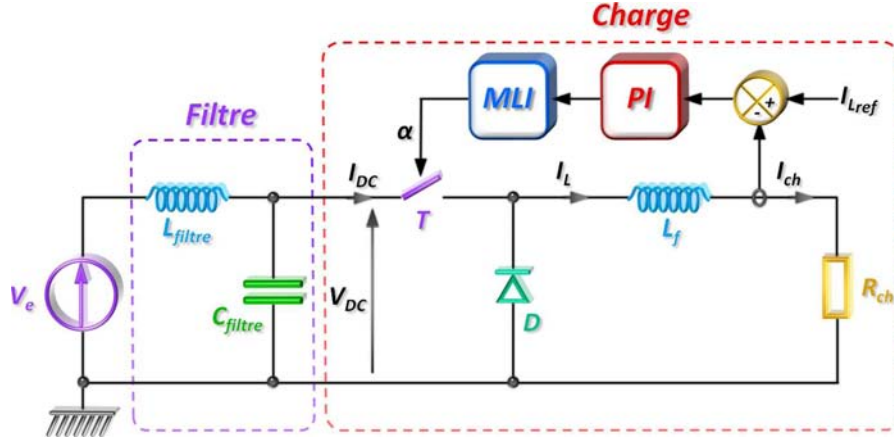 Charge
MLI
PI
+
-
I_Lref
Filtre
α
I_DC
I_L
I_ch
T
L_filtre
L_f
V_e
C_filtre
V_DC
D
R_ch